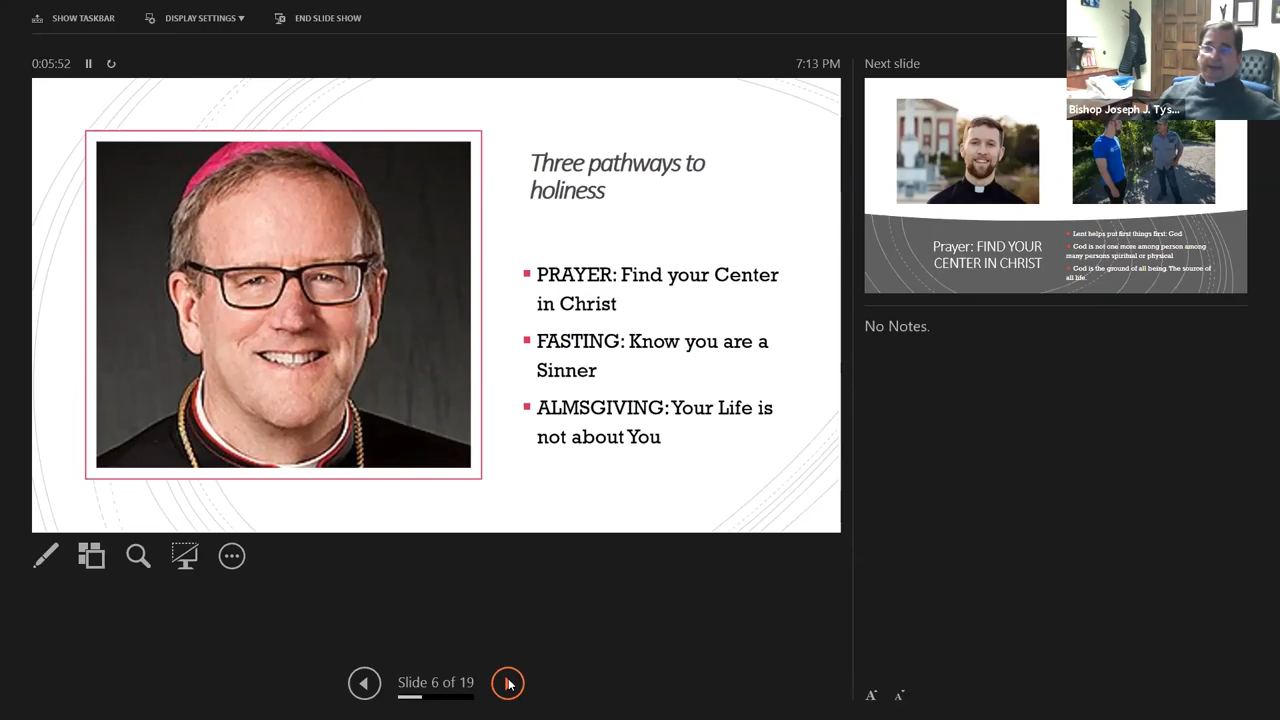 SHOW TASKBAR
DISPLAY SETTINGS ▼
END SLIDE SHOW
0:05:52
7:13 PM
Next slide
Bishop Joseph J. Tys...
Three pathways to
holiness
▪ PRAYER: Find your Center
in Christ
▪ FASTING: Know you are a
Sinner
▪ ALMSGIVING: Your Life is
not about You
Prayer: FIND YOUR
CENTER IN CHRIST
Lent helps put first things first: God
God is not one more among person among
many persons spiritual or physical
God is the ground of all being. The source of
all life.
No Notes.
Slide 6 of 19
A
A